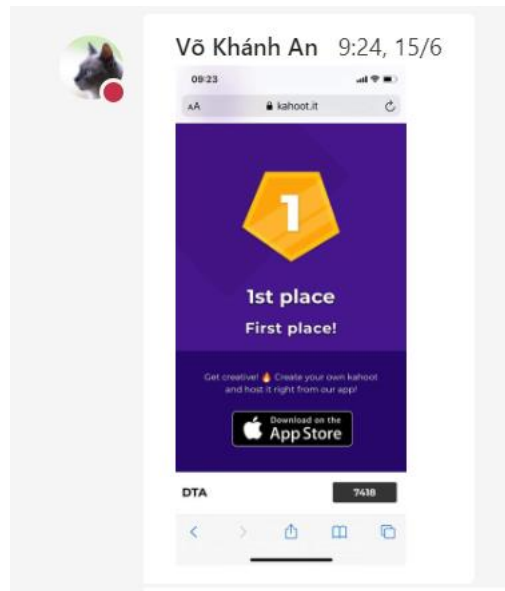 Võ Khánh An 9:24, 15/6
09:23
AA kahoot.it
1
1st place
First place!
Get creative! 🔥 Create your own kahoot
and host it right from our app!
Download on the
App Store
DTA 7418